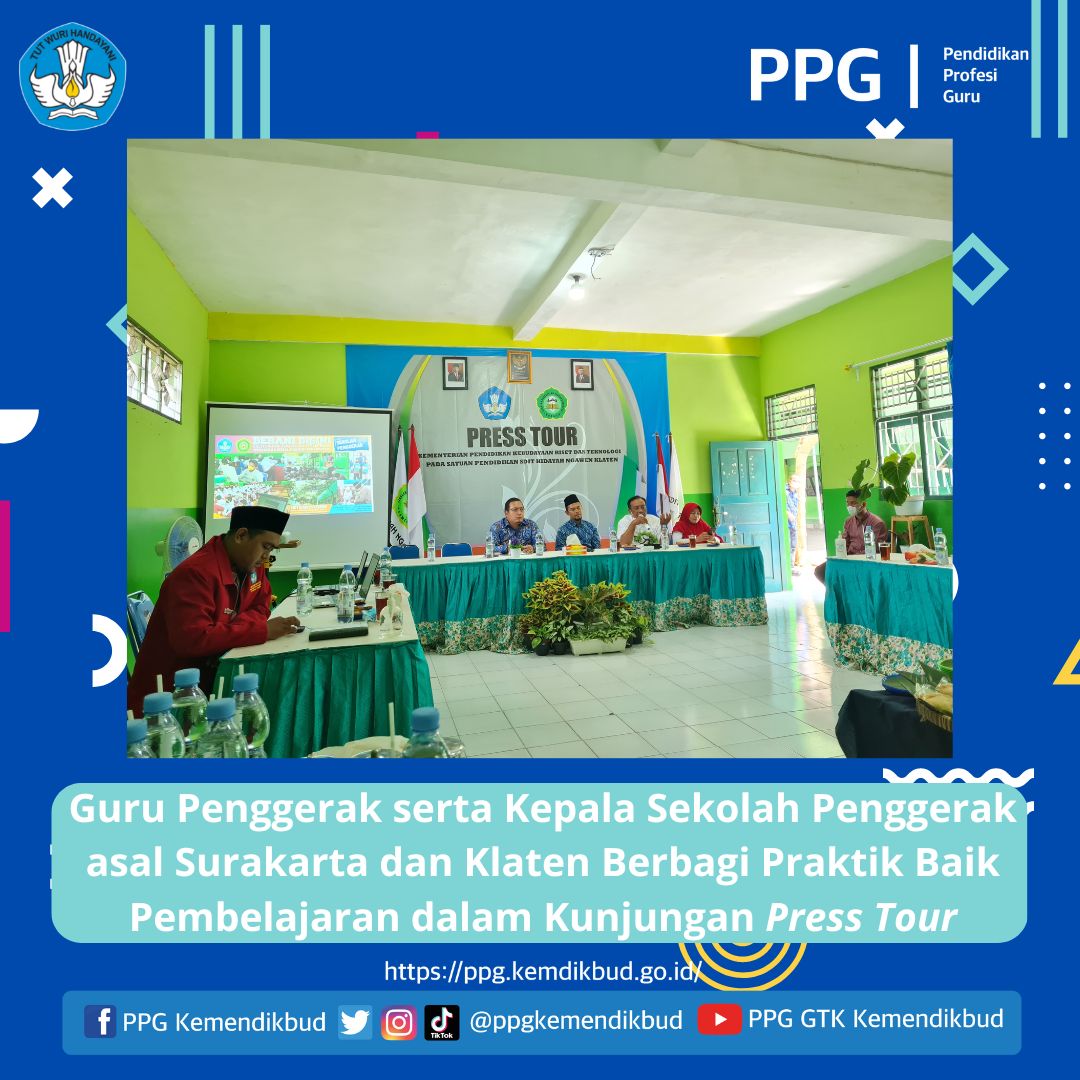 TUT WURI HANDAYANI
PPG
Pendidikan
Profesi
Guru
PRESS TOUR
KEMENTERIAN PENDIDIKAN KEBUDAYAAN RISET DAN TEKNOLOGI
PADA SATUAN PENDIDIKAN SDIT HIDAYAH NGAWEN KLATEN
Guru Penggerak serta Kepala Sekolah Penggerak
asal Surakarta dan Klaten Berbagi Praktik Baik
Pembelajaran dalam Kunjungan Press Tour
https://ppg.kemdikbud.go.id/
PPG Kemendikbud
TikTok
@ppgkemendikbud
PPG GTK Kemendikbud